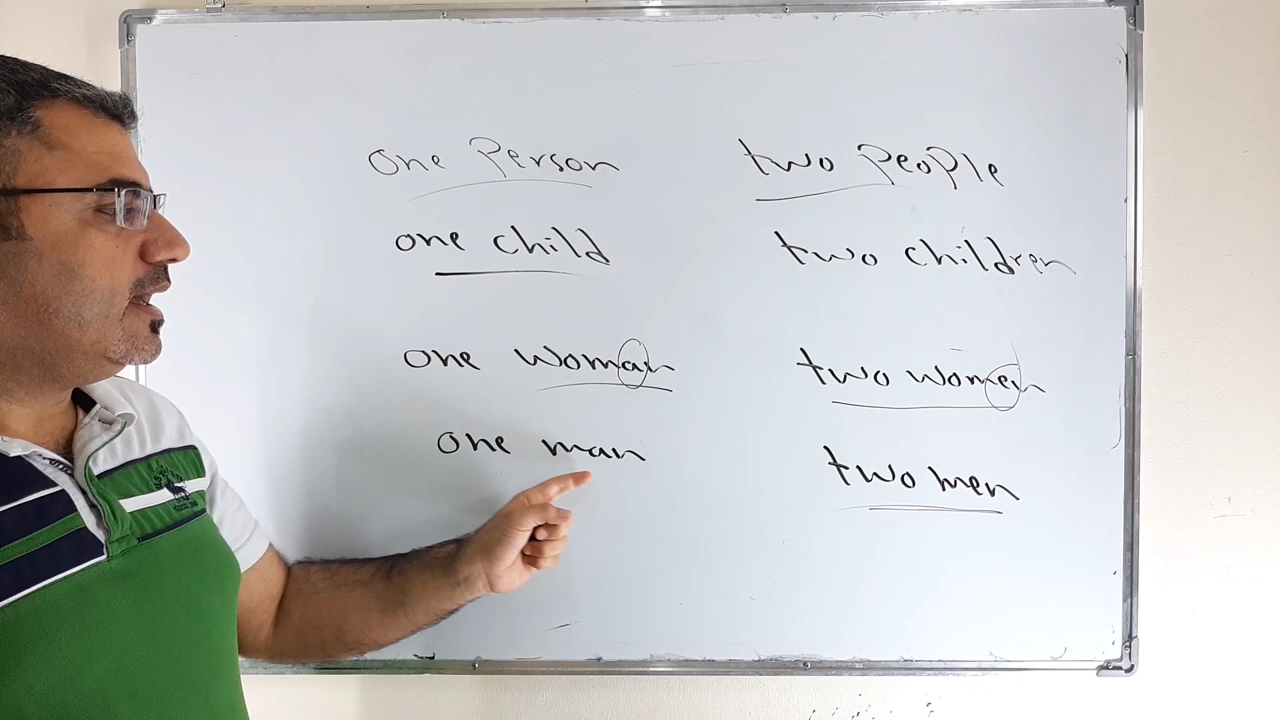 one Person two people
one child two children
one woman two women
one man two men